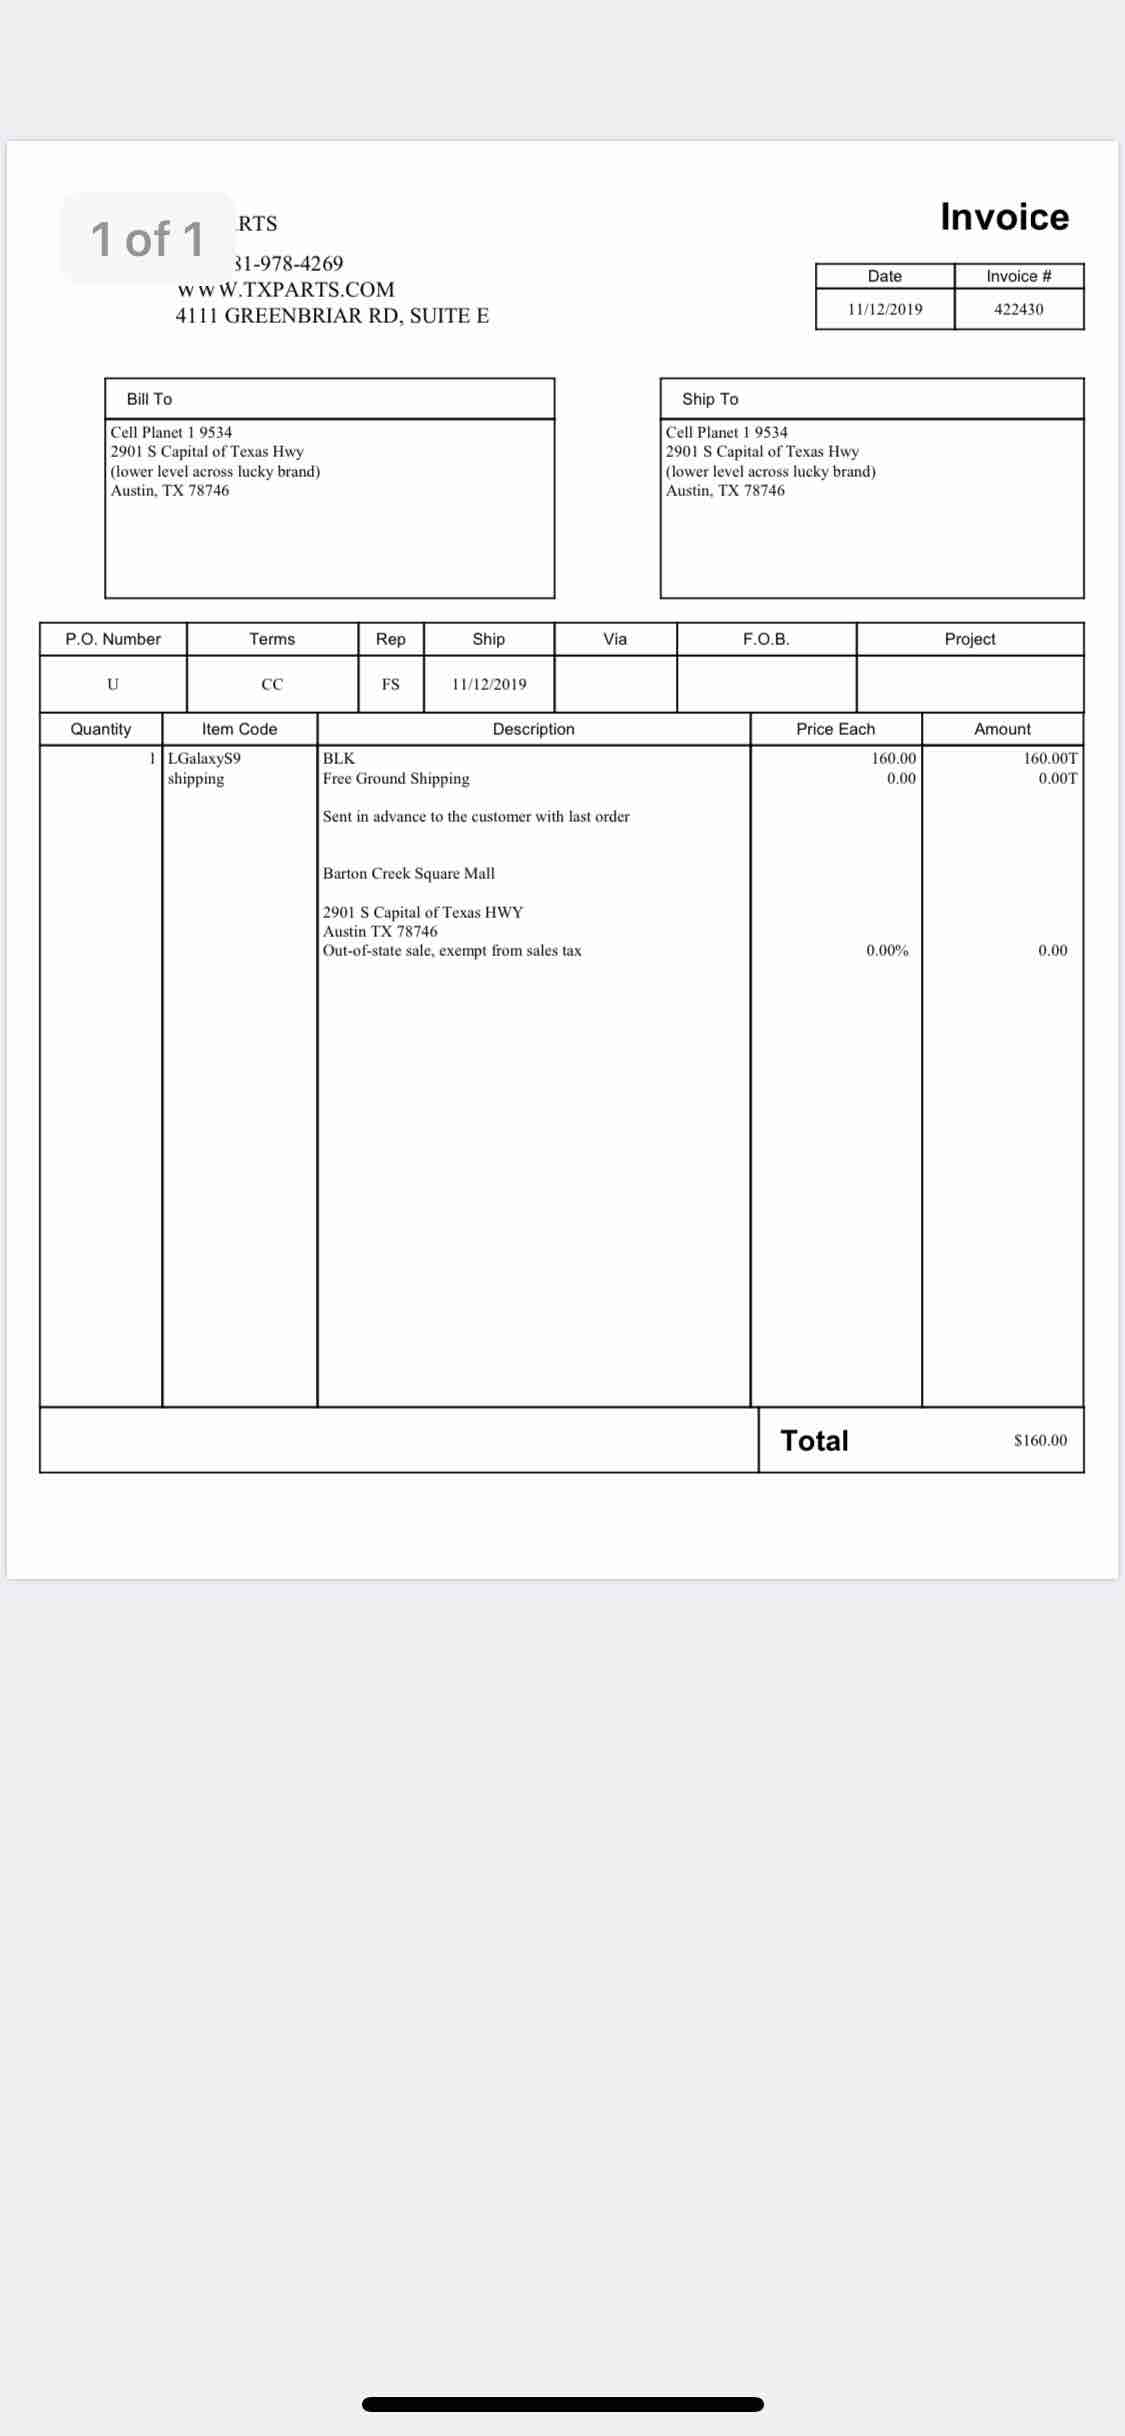 1 of 1
RTS
81-978-4269
WWW.TXPARTS.COM
4111 GREENBRIAR RD, SUITE E
Invoice
Date Invoice #
11/12/2019 422430
Bill To
Cell Planet 1 9534
2901 S Capital of Texas Hwy
(lower level across lucky brand)
Austin, TX 78746
Ship To
Cell Planet 1 9534
2901 S Capital of Texas Hwy
(lower level across lucky brand)
Austin, TX 78746
P.O. Number Terms Rep Ship Via F.O.B. Project
U CC FS 11/12/2019
Quantity Item Code Description Price Each Amount
1 LGalaxyS9 BLK 160.00 160.00T
shipping Free Ground Shipping 0.00 0.00T
Sent in advance to the customer with last order
Barton Creek Square Mall
2901 S Capital of Texas HWY
Austin TX 78746
Out-of-state sale, exempt from sales tax 0.00% 0.00
Total $160.00